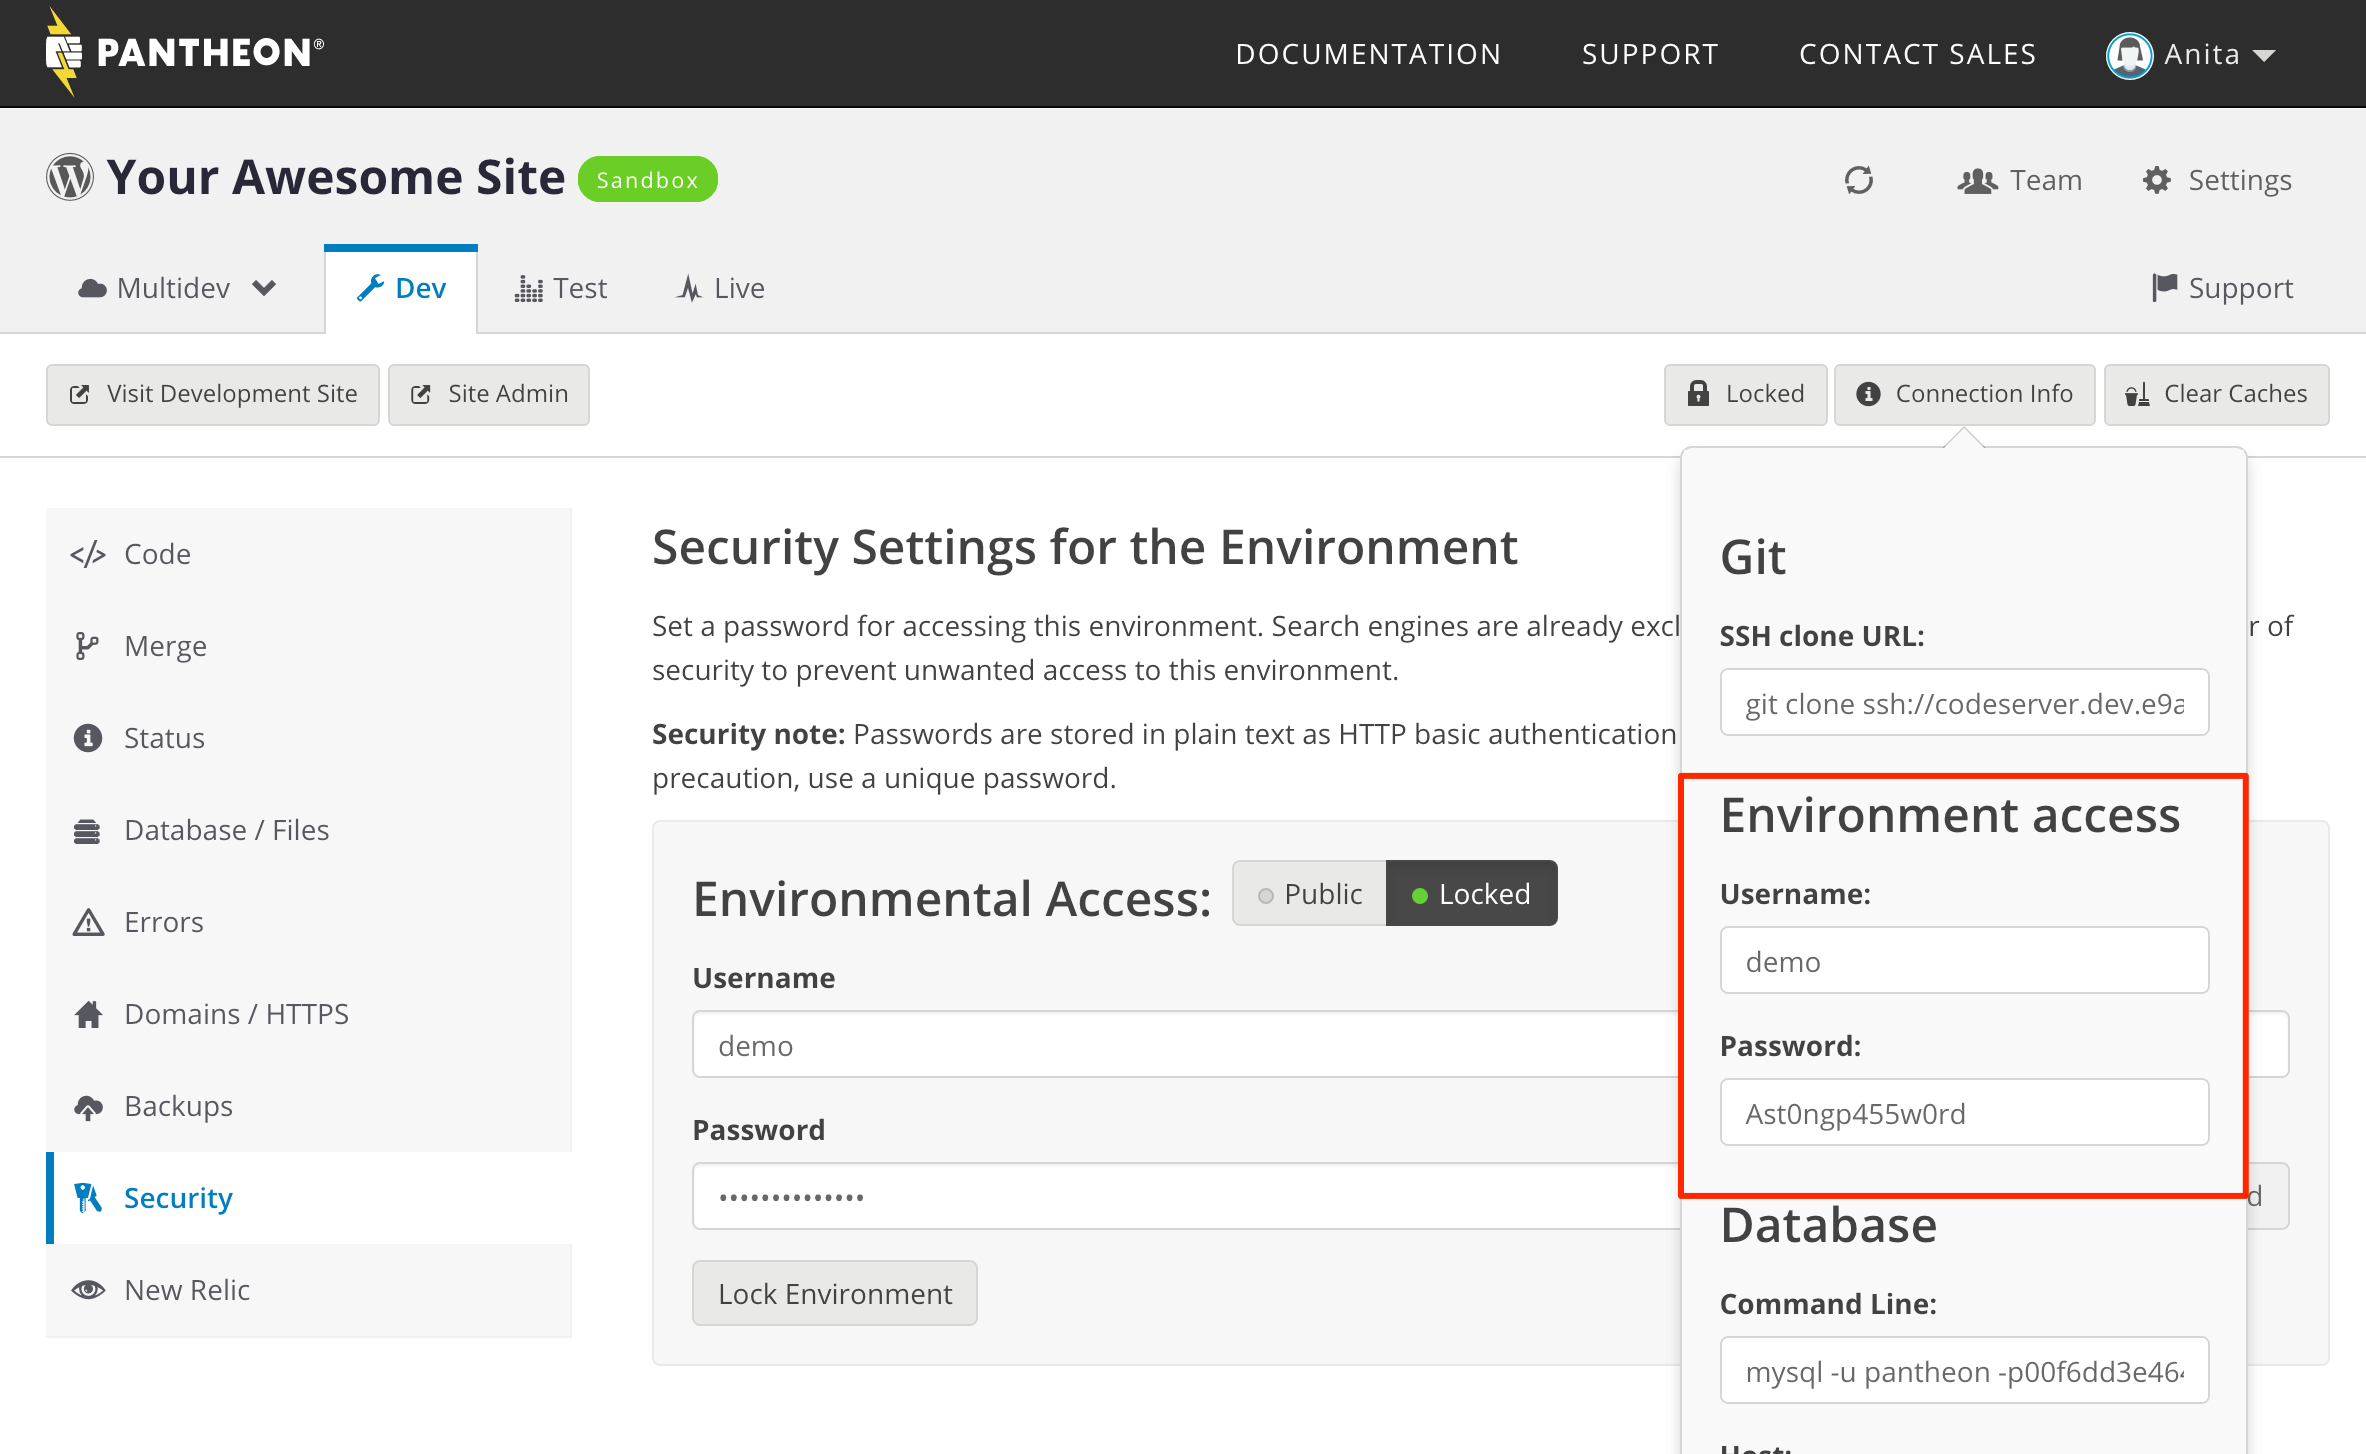 PANTHEON®
DOCUMENTATION
SUPPORT
CONTACT SALES
Anita
Your Awesome Site
Sandbox
Team
Settings
Multidev
Dev
Test
Live
Support
Visit Development Site
Site Admin
Locked
Connection Info
Clear Caches
Code
Merge
Status
Database / Files
Errors
Domains / HTTPS
Backups
Security
New Relic
Security Settings for the Environment
Set a password for accessing this environment. Search engines are already excl r of
security to prevent unwanted access to this environment.
Security note: Passwords are stored in plain text as HTTP basic authentication
precaution, use a unique password.
Environmental Access:
Public
Locked
Username
demo
Password
••••••••••••••
d
Lock Environment
Git
SSH clone URL:
git clone ssh://codeserver.dev.e9a
Environment access
Username:
demo
Password:
Ast0ngp455w0rd
Database
Command Line:
mysql -u pantheon -p00f6dd3e464
Host: